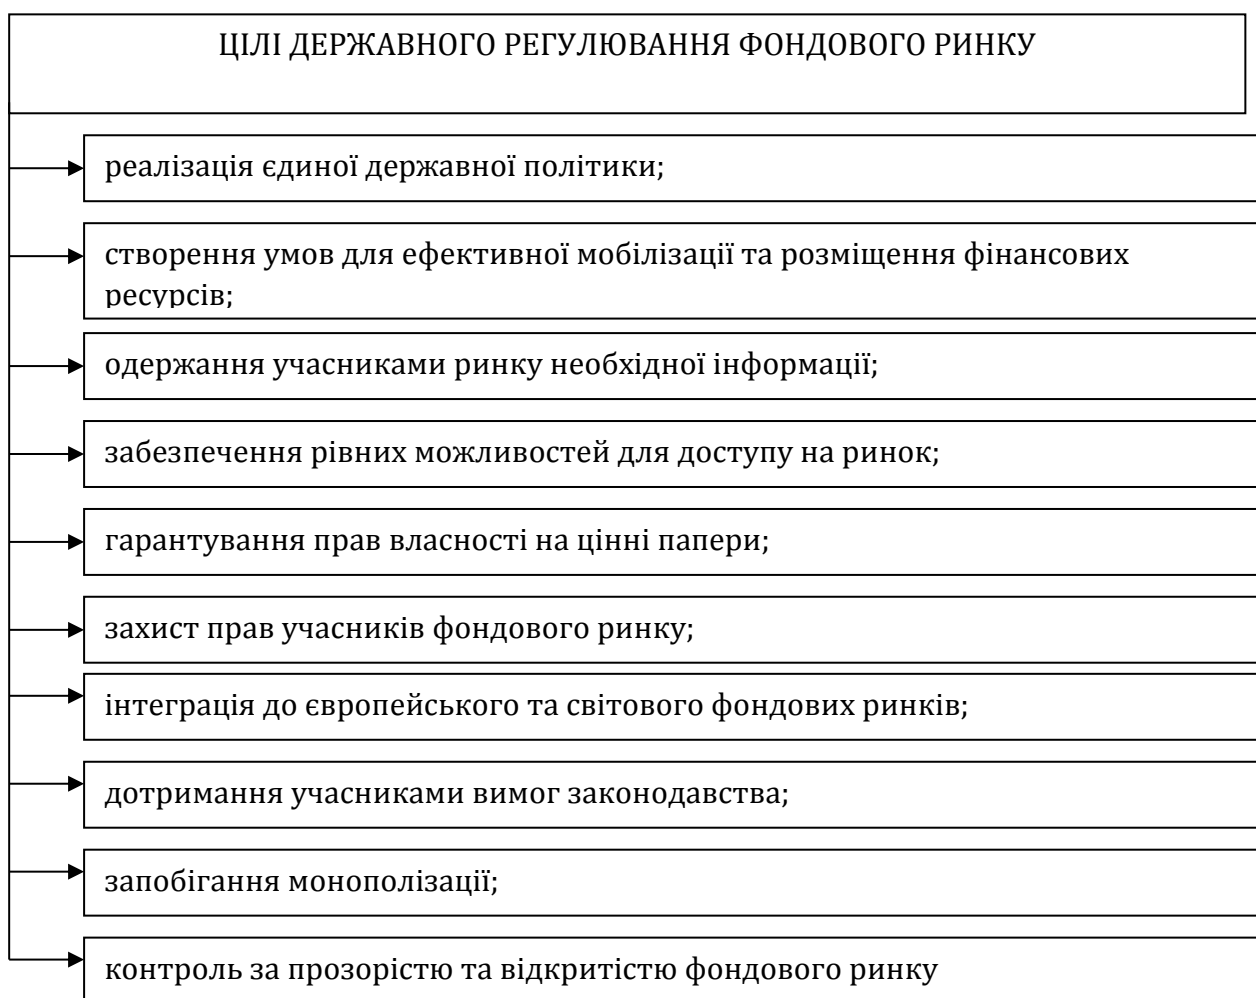 ЦІЛІ ДЕРЖАВНОГО РЕГУЛЮВАННЯ ФОНДОВОГО РИНКУ
реалізація єдиної державної політики;
створення умов для ефективної мобілізації та розміщення фінансових
ресурсів;
одержання учасниками ринку необхідної інформації;
забезпечення рівних можливостей для доступу на ринок;
гарантування прав власності на цінні папери;
захист прав учасників фондового ринку;
інтеграція до європейського та світового фондових ринків;
дотримання учасниками вимог законодавства;
запобігання монополізації;
контроль за прозорістю та відкритістю фондового ринку